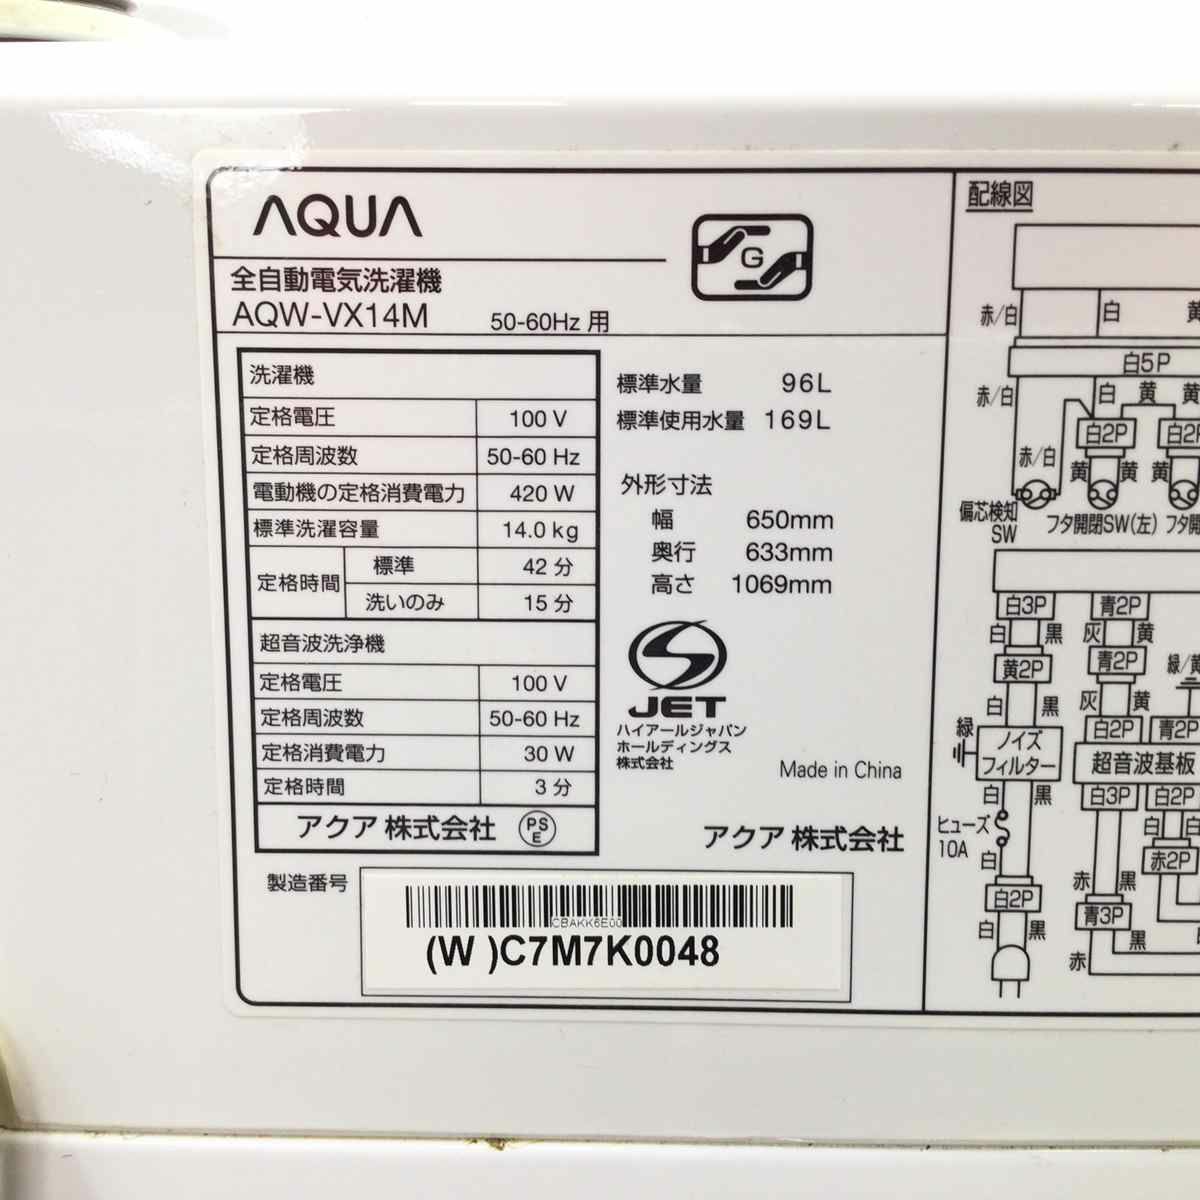 AQUA
G
全自動電気洗濯機
AQW-VX14M 50-60Hz 用
洗濯機
定格電圧 100 V
定格周波数 50-60 Hz
電動機の定格消費電力 420 W
標準洗濯容量 14.0 kg
定格時間 標準 42 分
洗いのみ 15 分
超音波洗浄機
定格電圧 100 V
定格周波数 50-60 Hz
定格消費電力 30 W
定格時間 3 分
アクア 株式会社 PS E
標準水量 96L
標準使用水量 169L
外形寸法
幅 650mm
奥行 633mm
高さ 1069mm
JET
ハイアールジャパン
ホールディングス
株式会社
Made in China
アクア 株式会社
製造番号
CBAKK6E00
(W )C7M7K0048
配線図
赤/白 白 黄
白5P
赤/白 白 黄 黄
白2P
赤/白 黄 黄 黄
偏芯検知
SW
フタ開閉SW(左)
白3P 青2P
白 黒 灰 黄
黄2P 青2P 緑/黄
白 黒 灰 黄
白2P 青2P
緑
ノイズ
フィルター
超音波基板
白 黒 白3P 白2P
ヒューズ
10A
白 白
白 赤2P
白2P 赤 黒
青3P
白 黒 黒
赤